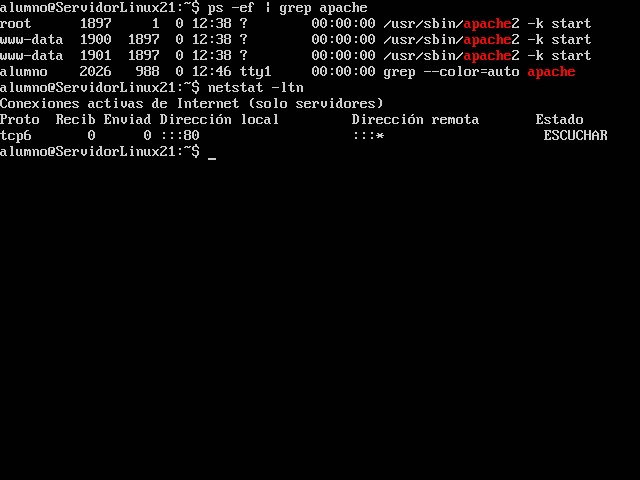 alumno@ServidorLinux21:~$ ps -ef | grep apache
root      1897     1  0 12:38 ?        00:00:00 /usr/sbin/apache2 -k start
www-data  1900  1897  0 12:38 ?        00:00:00 /usr/sbin/apache2 -k start
www-data  1901  1897  0 12:38 ?        00:00:00 /usr/sbin/apache2 -k start
alumno    2026   988  0 12:46 tty1     00:00:00 grep --color=auto apache
alumno@ServidorLinux21:~$ netstat -ltn
Conexiones activas de Internet (solo servidores)
Proto  Recib Enviad Dirección local         Dirección remota       Estado
tcp6       0      0 :::80                   :::*                    ESCUCHAR
alumno@ServidorLinux21:~$ _